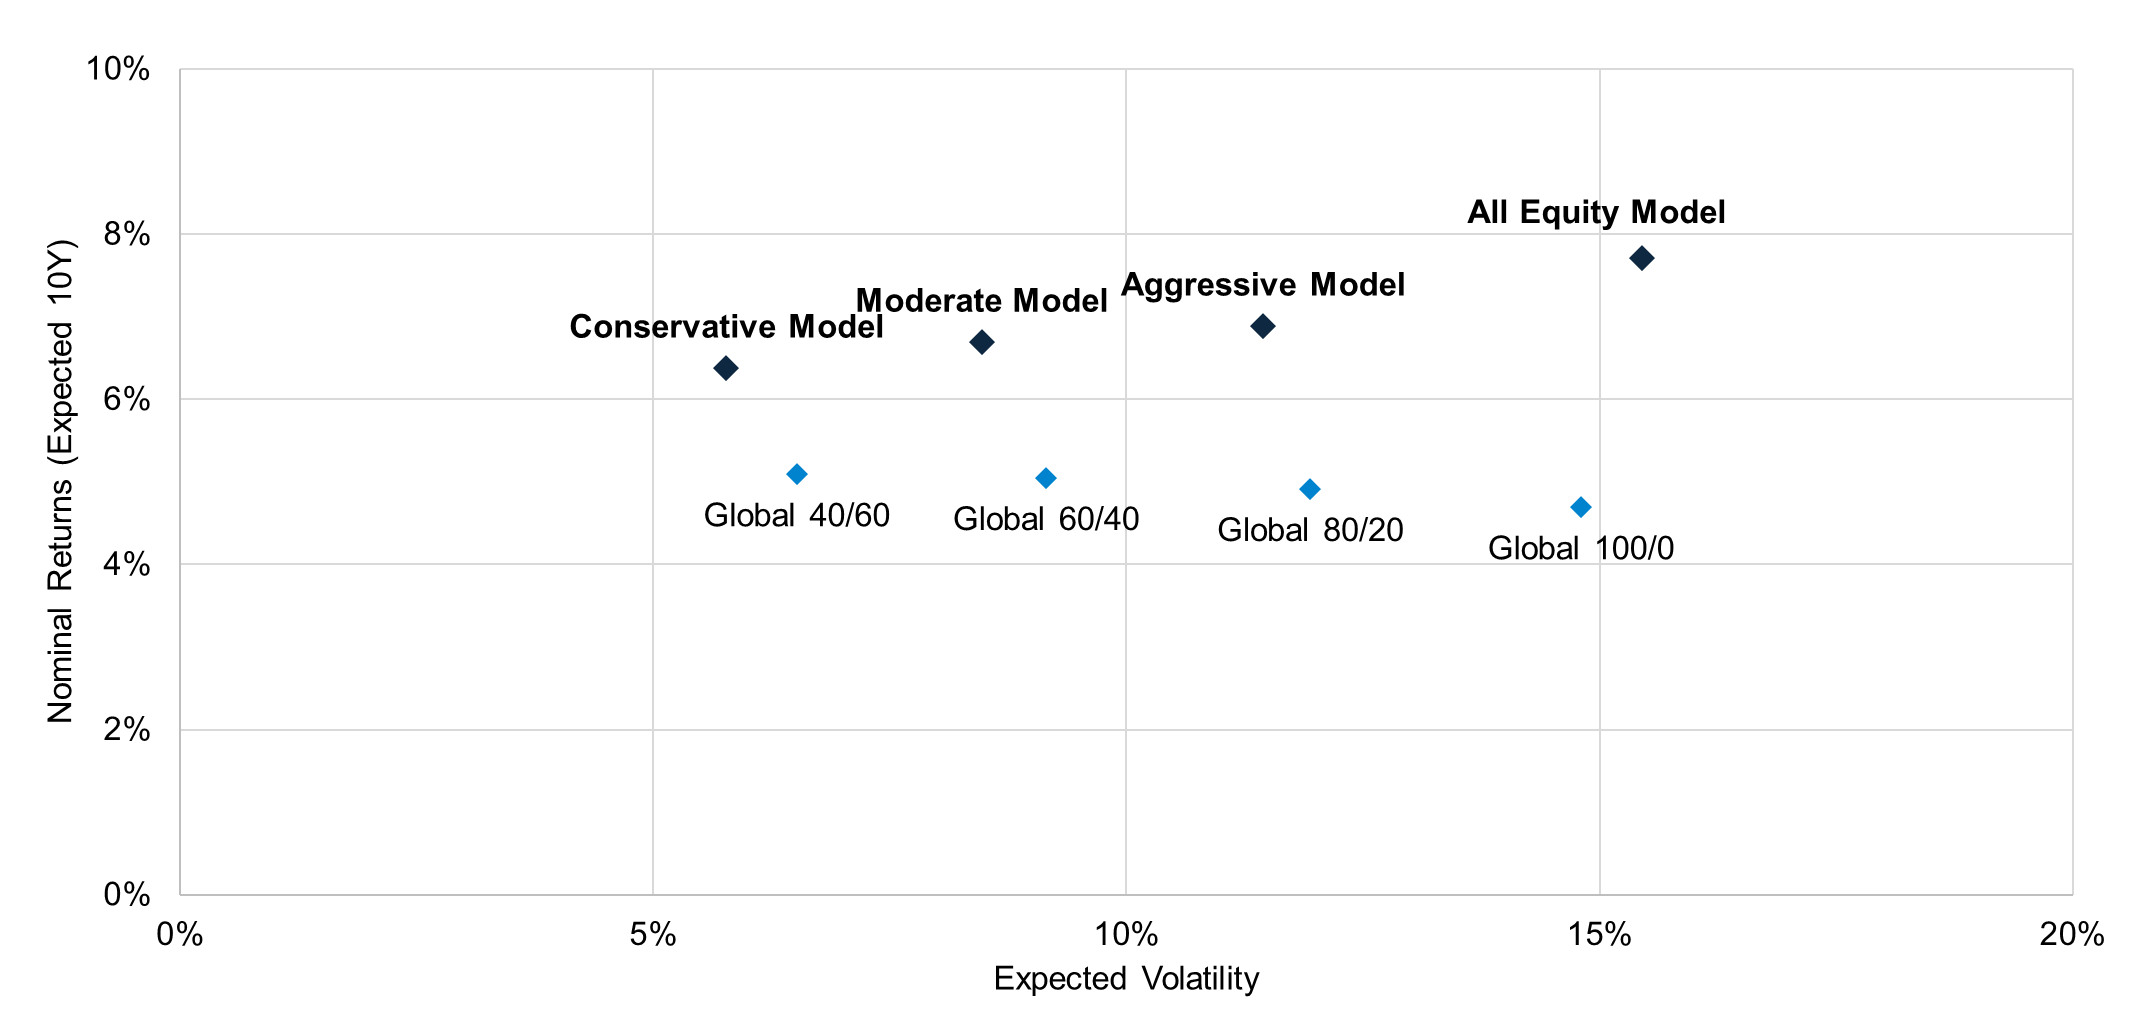 10%
8%
6%
4%
2%
0%
Nominal Returns (Expected 10Y)
All Equity Model
Aggressive Model
Moderate Model
Conservative Model
Global 40/60
Global 60/40
Global 80/20
Global 100/0
0%
5%
10%
15%
20%
Expected Volatility